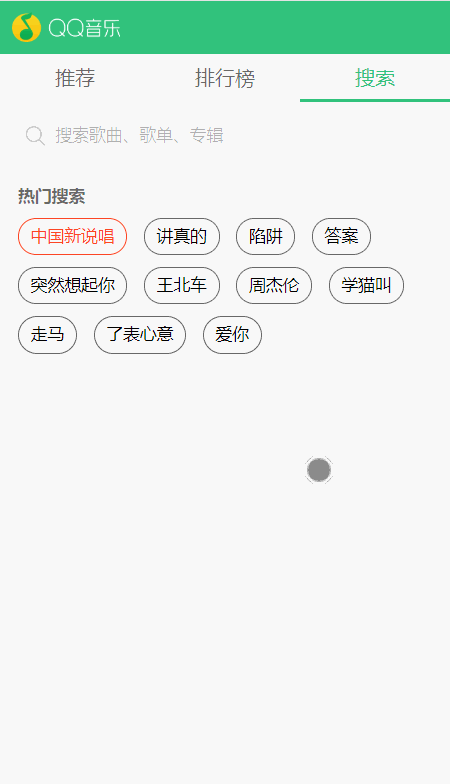 QQ音乐
推荐 排行榜 搜索
搜索歌曲、歌单、专辑
热门搜索
中国新说唱 讲真的 陷阱 答案
突然想起你 王北车 周杰伦 学猫叫
走马 了表心意 爱你